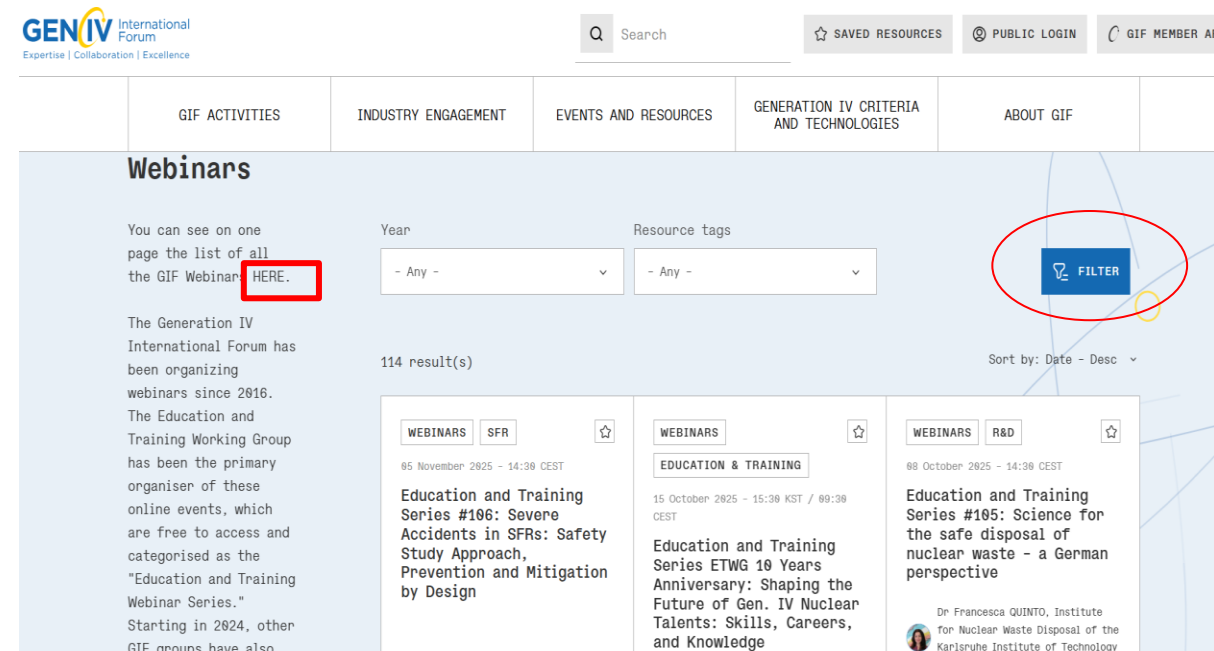 GEN IV International
Forum
Expertise | Collaboration | Excellence
Search
SAVED RESOURCES
PUBLIC LOGIN
GIF MEMBER
GIF ACTIVITIES
INDUSTRY ENGAGEMENT
EVENTS AND RESOURCES
GENERATION IV CRITERIA
AND TECHNOLOGIES
ABOUT GIF
Webinars
You can see on one
page the list of all
the GIF Webinars HERE.
The Generation IV
International Forum has
been organizing
webinars since 2016.
The Education and
Training Working Group
has been the primary
organiser of these
online events, which
are free to access and
categorised as the
"Education and Training
Webinar Series."
Starting in 2024, other
GIF groups have also
Year
- Any -
Resource tags
- Any -
FILTER
114 result(s)
Sort by: Date - Desc
WEBINARS SFR
05 November 2025 - 14:30 CEST
Education and Training
Series #106: Severe
Accidents in SFRs: Safety
Study Approach,
Prevention and Mitigation
by Design
WEBINARS
EDUCATION & TRAINING
15 October 2025 - 15:30 KST / 09:30
CEST
Education and Training
Series ETWG 10 Years
Anniversary: Shaping the
Future of Gen. IV Nuclear
Talents: Skills, Careers,
and Knowledge
WEBINARS R&D
08 October 2025 - 14:30 CEST
Education and Training
Series #105: Science for
the safe disposal of
nuclear waste - a German
perspective
Dr Francesca QUINTO, Institute
for Nuclear Waste Disposal of the
Karlsruhe Institute of Technology